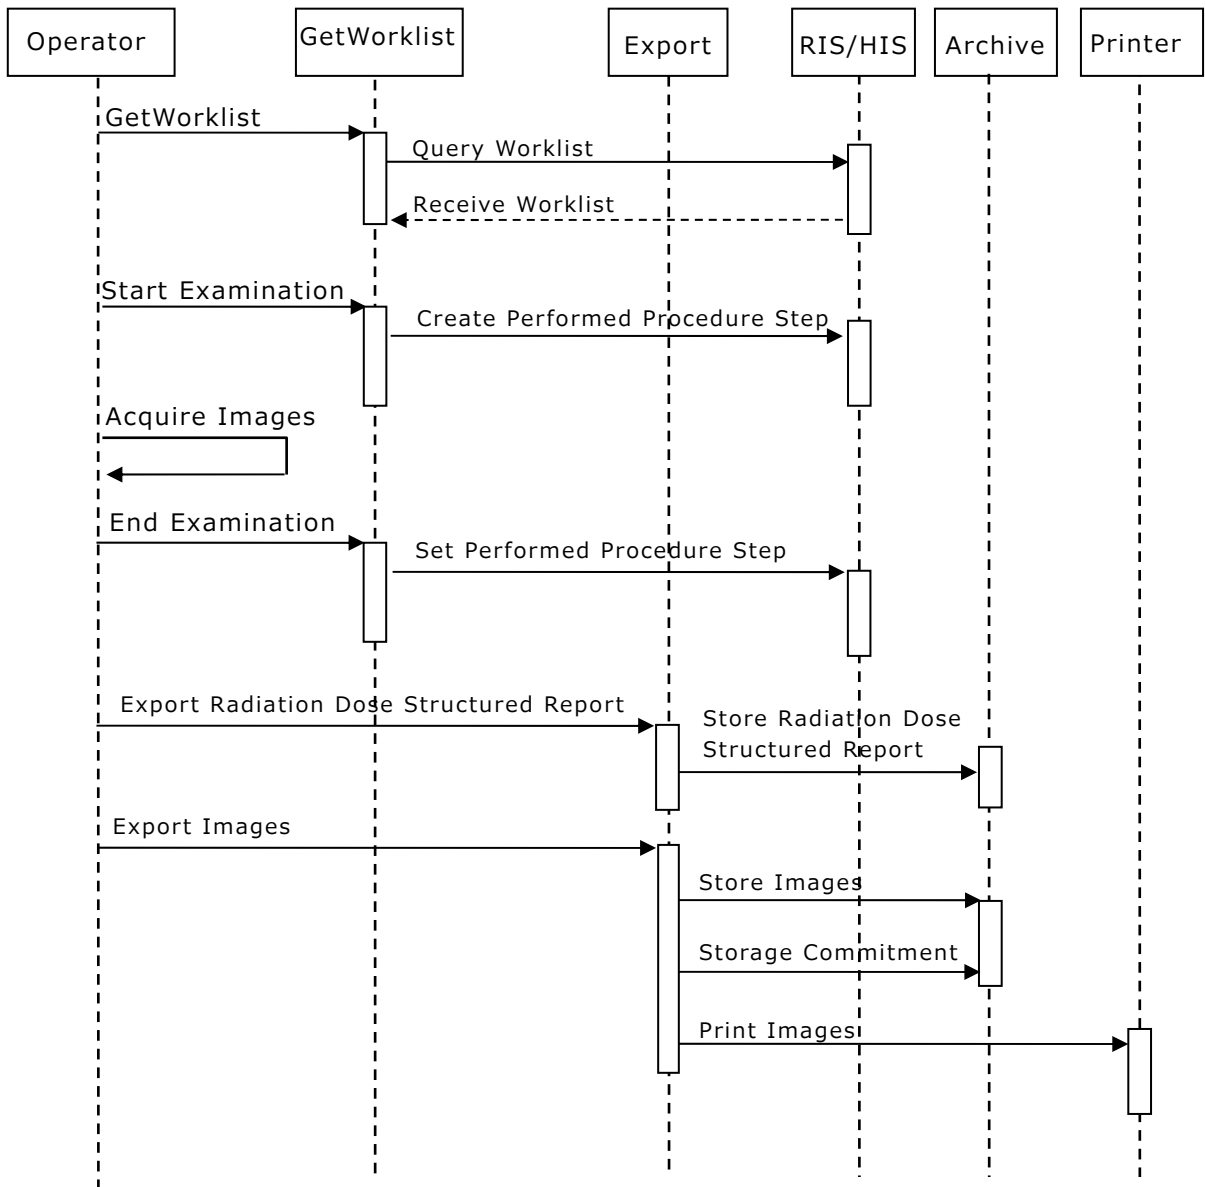 Operator
GetWorklist
Export
RIS/HIS
Archive
Printer
GetWorklist
Query Worklist
Receive Worklist
Start Examination
Create Performed Procedure Step
Acquire Images
End Examination
Set Performed Procedure Step
Export Radiation Dose Structured Report
Store Radiation Dose
Structured Report
Export Images
Store Images
Storage Commitment
Print Images